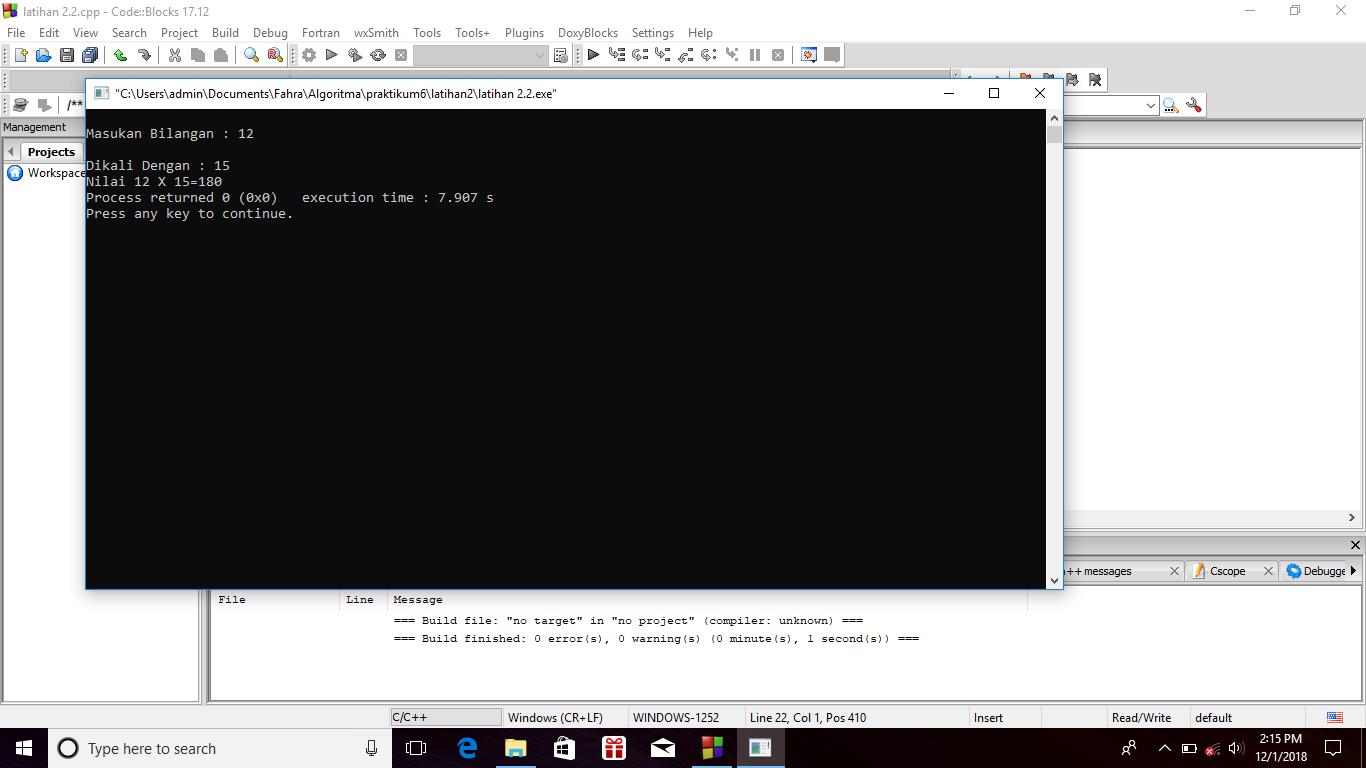 latihan 2.2.cpp - Code::Blocks 17.12
File Edit View Search Project Build Debug Fortran wxSmith Tools Tools+ Plugins DoxyBlocks Settings Help
"C:\Users\admin\Documents\Fahra\Algoritma\praktikum6\latihan2\latihan 2.2.exe"
/**
Management
Projects
Workspace
Masukan Bilangan : 12
Dikali Dengan : 15
Nilai 12 X 15=180
Process returned 0 (0x0)   execution time : 7.907 s
Press any key to continue.
++ messages Cscope Debugge
File Line Message
=== Build file: "no target" in "no project" (compiler: unknown) ===
=== Build finished: 0 error(s), 0 warning(s) (0 minute(s), 1 second(s)) ===
C/C++ Windows (CR+LF) WINDOWS-1252 Line 22, Col 1, Pos 410 Insert Read/Write default
Type here to search
2:15 PM
12/1/2018